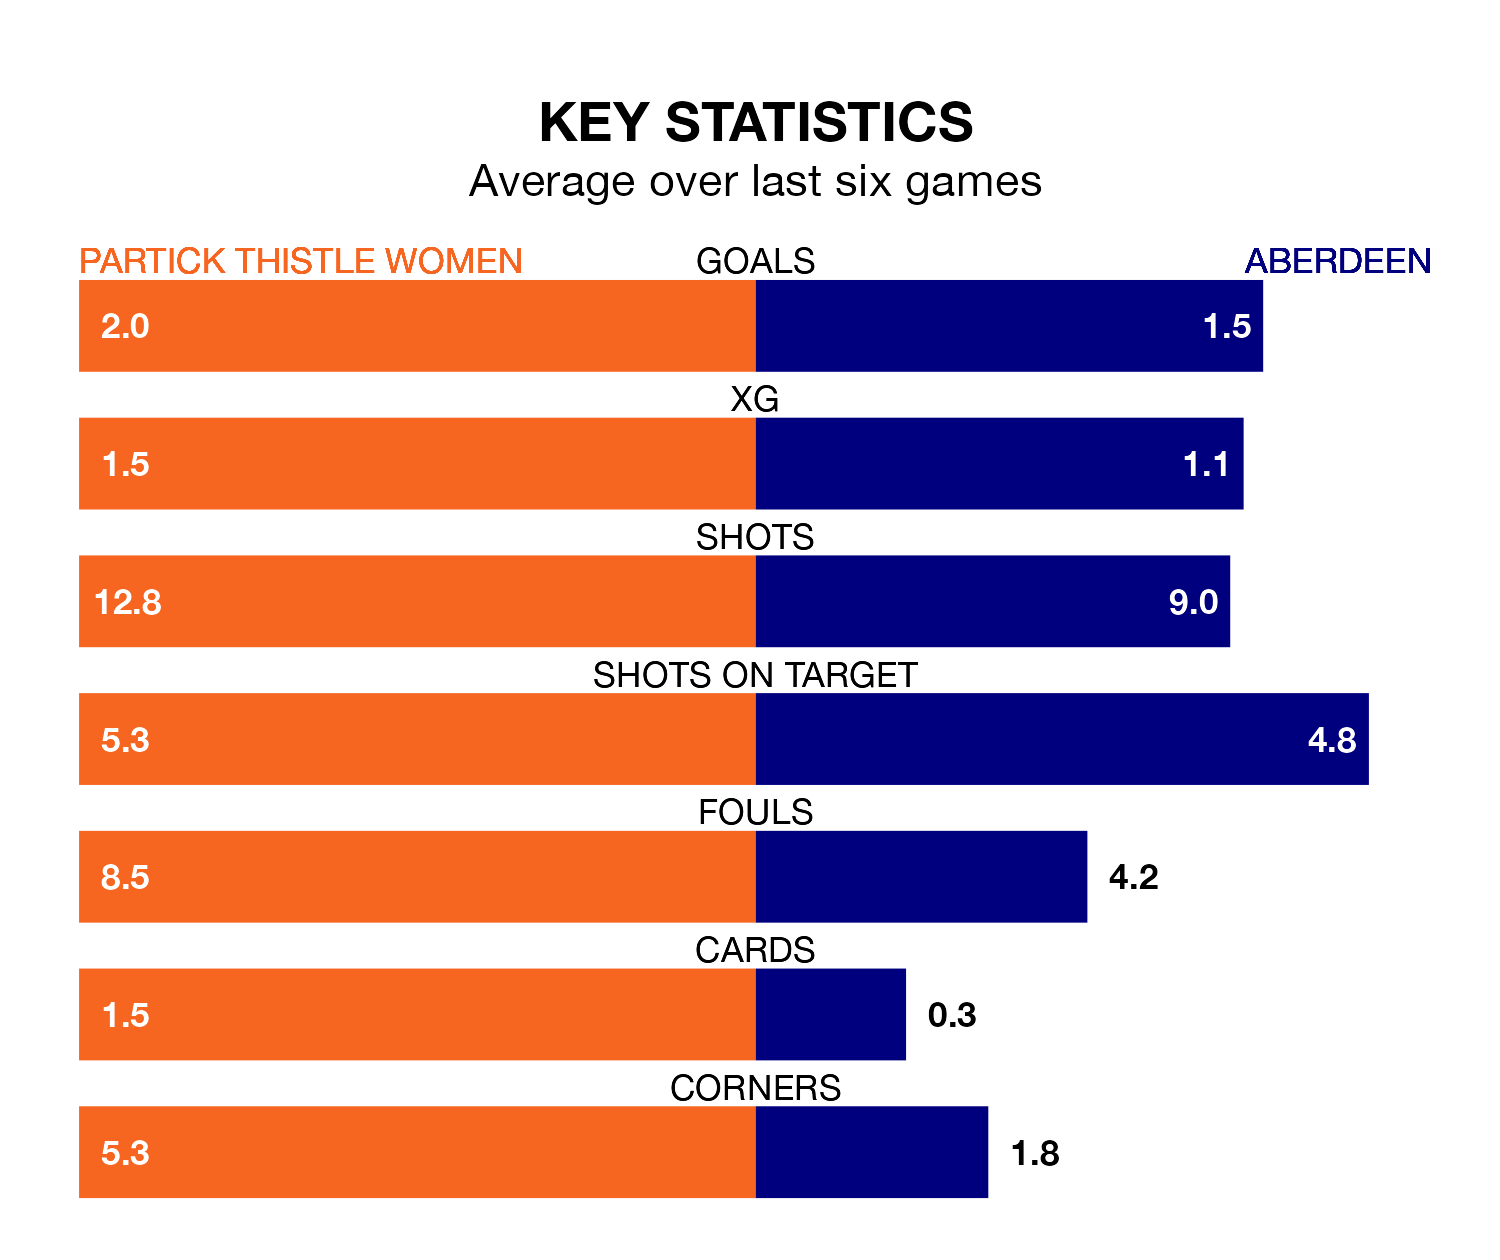 KEY STATISTICS
Average over last six games
PARTICK THISTLE WOMEN GOALS ABERDEEN
2.0 1.5
XG
1.5 1.1
SHOTS
12.8 9.0
SHOTS ON TARGET
5.3 4.8
FOULS
8.5 4.2
CARDS
1.5 0.3
CORNERS
5.3 1.8